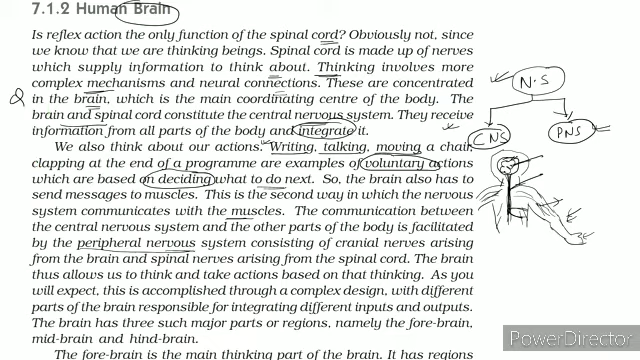 7.1.2 Human Brain
Is reflex action the only function of the spinal cord? Obviously not, since
we know that we are thinking beings. Spinal cord is made up of nerves
which supply information to think about. Thinking involves more
complex mechanisms and neural connections. These are concentrated
in the brain, which is the main coordinating centre of the body. The
brain and spinal cord constitute the central nervous system. They receive
information from all parts of the body and integrate it.
We also think about our actions. Writing, talking, moving a chair,
clapping at the end of a programme are examples of voluntary actions
which are based on deciding what to do next. So, the brain also has to
send messages to muscles. This is the second way in which the nervous
system communicates with the muscles. The communication between
the central nervous system and the other parts of the body is facilitated
by the peripheral nervous system consisting of cranial nerves arising
from the brain and spinal nerves arising from the spinal cord. The brain
thus allows us to think and take actions based on that thinking. As you
will expect, this is accomplished through a complex design, with different
parts of the brain responsible for integrating different inputs and outputs.
The brain has three such major parts or regions, namely the fore-brain,
mid-brain and hind-brain.
The fore-brain is the main thinking part of the brain. It has regions
N.S
CNS
PNS
Recorded with
POWERDIRECTOR